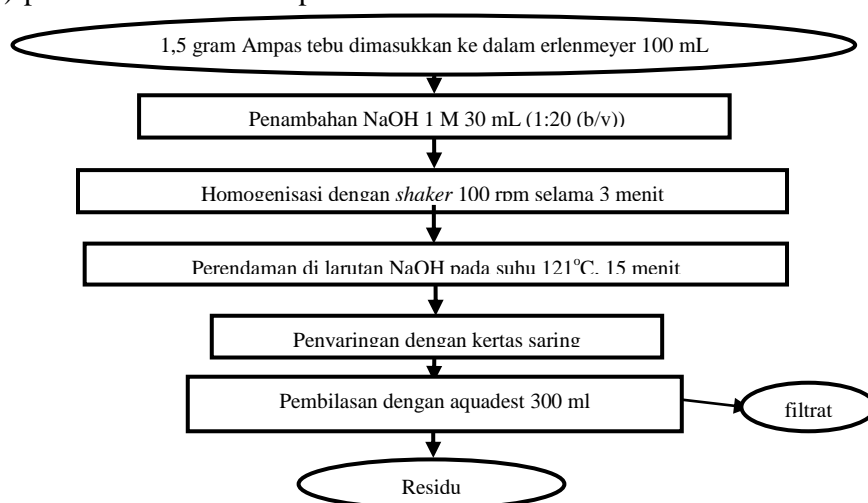 1,5 gram Ampas tebu dimasukkan ke dalam erlenmeyer 100 mL
Penambahan NaOH 1 M 30 mL (1:20 (b/v))
Homogenisasi dengan shaker 100 rpm selama 3 menit
Perendaman di larutan NaOH pada suhu 121°C, 15 menit
Penyaringan dengan kertas saring
Pembilasan dengan aquadest 300 ml
filtrat
Residu